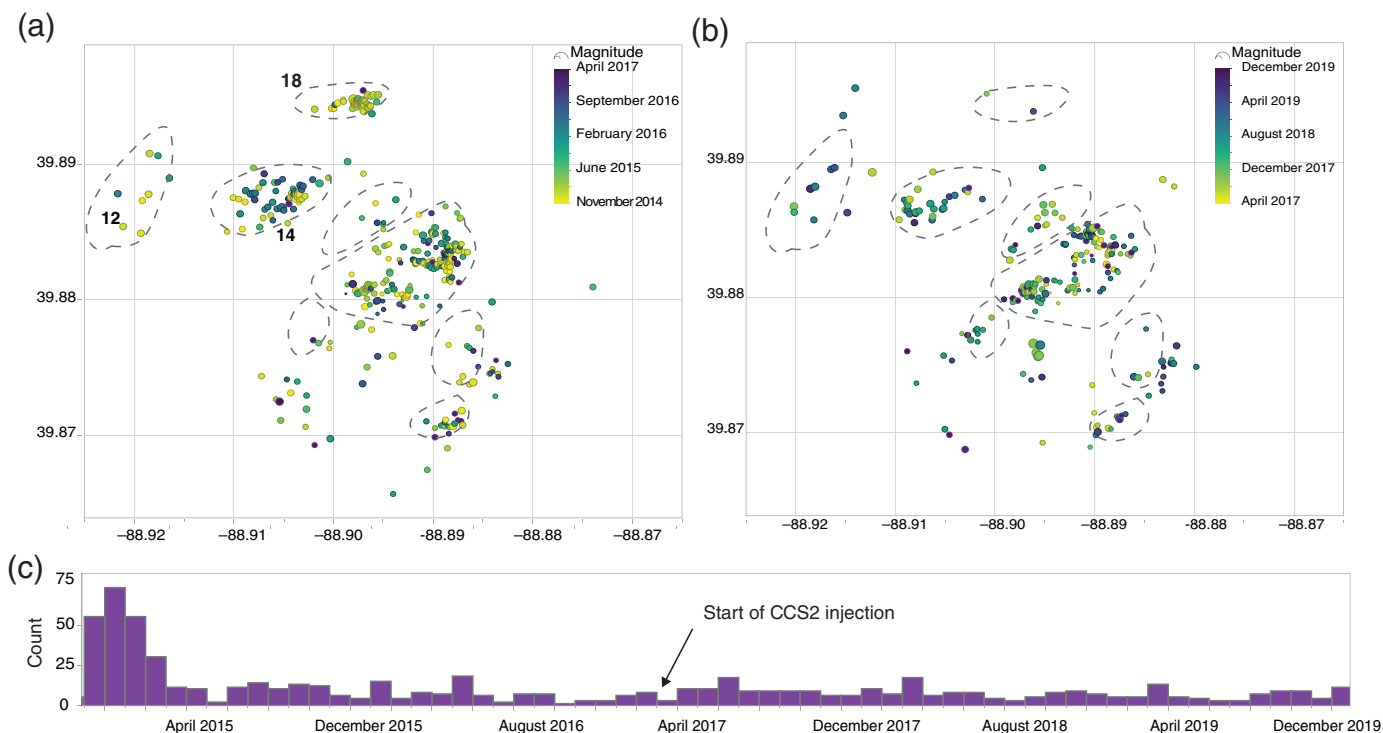 (a)
Magnitude
April 2017
September 2016
February 2016
June 2015
November 2014
18
12
14
39.89
39.88
39.87
−88.92
−88.91
−88.90
−88.89
−88.88
−88.87
(b)
Magnitude
December 2019
April 2019
August 2018
December 2017
April 2017
39.89
39.88
39.87
−88.92
−88.91
−88.90
−88.89
−88.88
−88.87
(c)
Count
75
50
25
0
Start of CCS2 injection
April 2015
December 2015
August 2016
April 2017
December 2017
August 2018
April 2019
December 2019